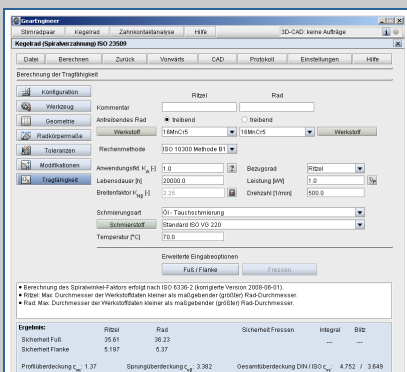 GearEngineer
Stirnradpaar Kegelrad Zahnkontaktanalyse Hilfe 3D-CAD: keine Aufträge
Kegelrad (Spiralverzahnung) ISO 23509
Datei Berechnen Zurück Vorwärts CAD Protokoll Einstellungen Hilfe
Berechnung der Tragfähigkeit
Konfiguration
Werkzeug
Geometrie
Radkörpermaße
Toleranzen
Modifikationen
Tragfähigkeit
Ritzel Rad
Kommentar
Antreibendes Rad treibend treibend
Werkstoff 16MnCr5 16MnCr5 Werkstoff
Rechenmethode ISO 10300 Methode B1
Anwendungsfkt. K A [-] 1.0 ? Bezugsrad Ritzel
Lebensdauer [h] 20000.0 Leistung [kW] 1.0
Breitenfaktor K Hβ [-] 2.25 Drehzahl [1/min] 500.0
Schmierungsart Öl - Tauchschmierung
Schmierstoff Standard ISO VG 220
Temperatur [°C] 70.0
Erweiterte Eingabeoptionen
Fuß / Flanke Fressen
• Berechnung des Spiralwinkel-Faktors erfolgt nach ISO 6336-2 (korrigierte Version 2008-06-01).
• Ritzel: Max. Durchmesser der Werkstoffdaten kleiner als maßgebender (größter) Rad-Durchmesser.
• Rad: Max. Durchmesser der Werkstoffdaten kleiner als maßgebender (größter) Rad-Durchmesser.
Ergebnis: Ritzel Rad Sicherheit Fressen Integral Blitz
Sicherheit Fuß 35.61 36.23 --- ---
Sicherheit Flanke 5.197 5.37
Profilüberdeckung ε: 1.37 Sprungüberdeckung ε: 3.382 Gesamtüberdeckung DIN / ISO ε: 4.752 / 3.649